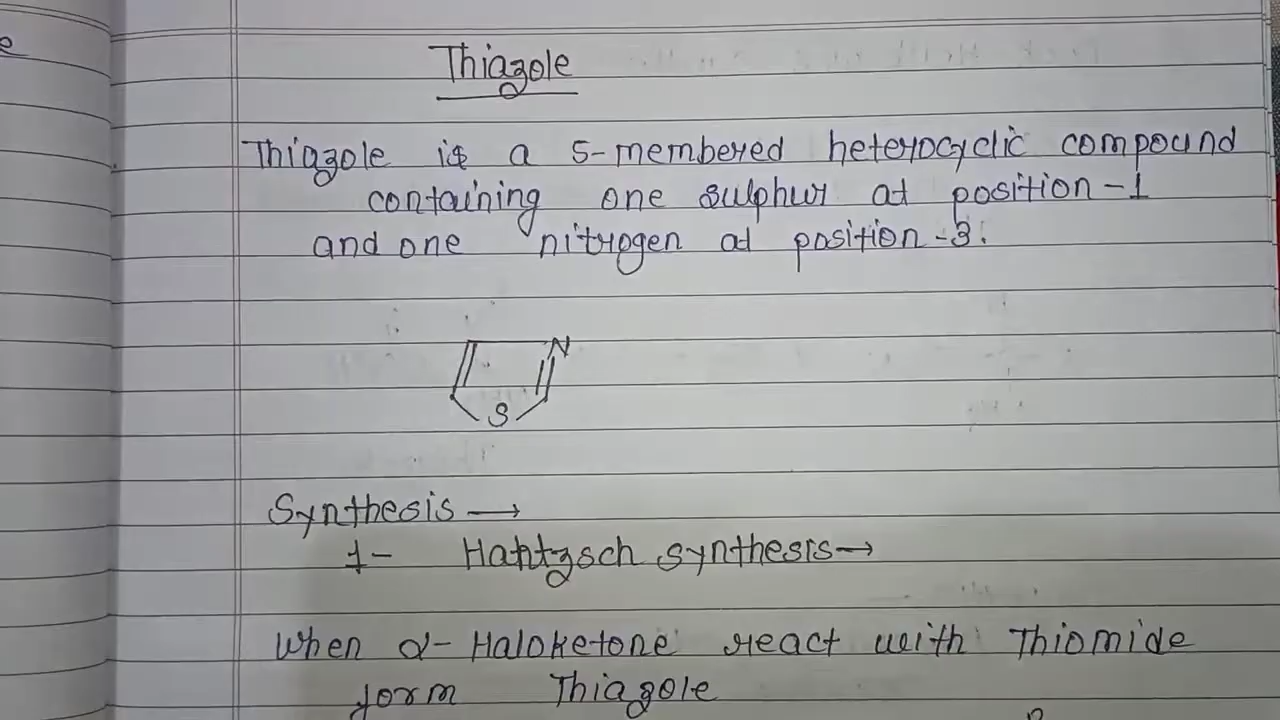 Thiazole
Thiazole is a 5-membered heterocyclic compound
containing one sulphur at position-1
and one nitrogen at position-3.
N
S
Synthesis →
1- Hantzsch synthesis→
When α-Haloketone react with Thiomide
form Thiazole